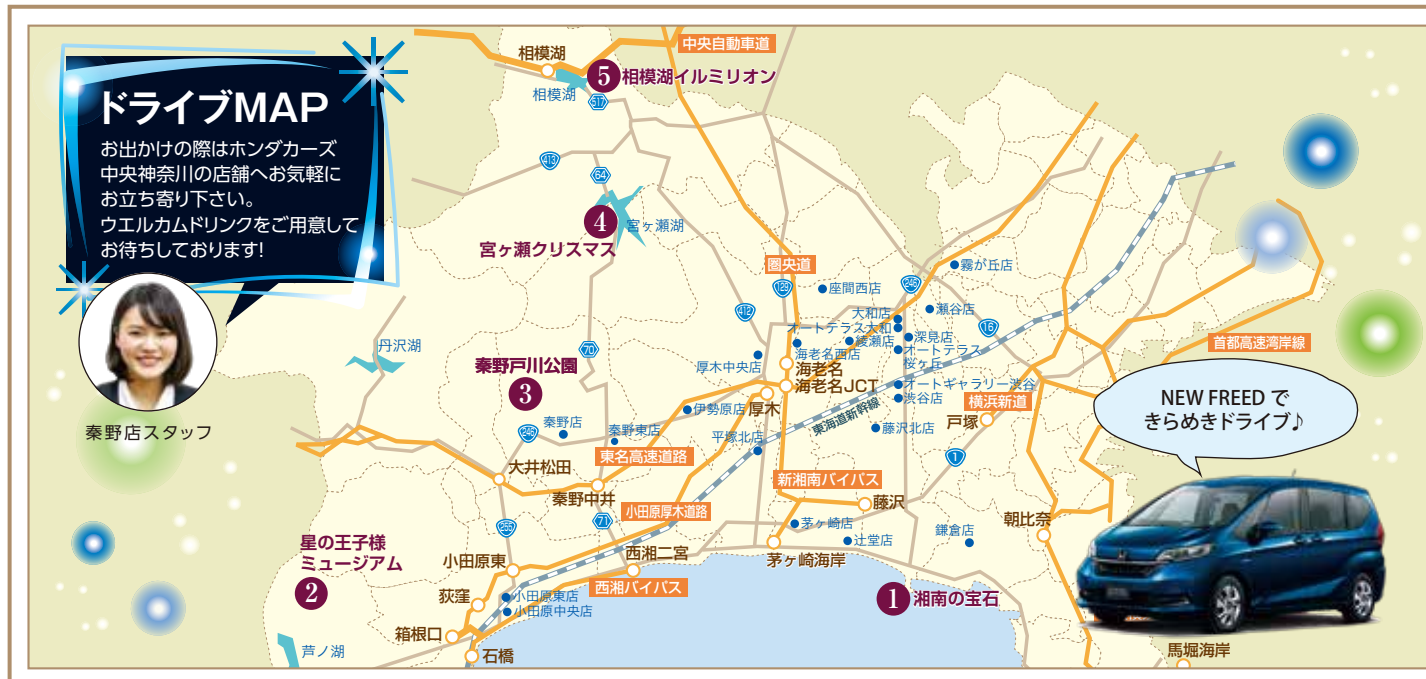 ドライブMAP
お出かけの際はホンダカーズ
中央神奈川の店舗へお気軽に
お立ち寄り下さい。
ウエルカムドリンクをご用意して
お待ちしております!
秦野店スタッフ
相模湖
中央自動車道
5 相模湖イルミリオン
相模湖
517
413
64
4
宮ヶ瀬湖
宮ヶ瀬クリスマス
圏央道
霧が丘店
129
座間西店
246
412
大和店
瀬谷店
オートテラス大和
16
綾瀬店
深見店
丹沢湖
70
厚木中央店
海老名西店
オートテラス
桜ヶ丘
首都高速湾岸線
秦野戸川公園
3
海老名
海老名JCT
オートギャラリー渋谷
渋谷店
厚木
伊勢原店
横浜新道
戸塚
東海道新幹線
藤沢北店
246
秦野店
秦野東店
平塚北店
東名高速道路
1
大井松田
秦野中井
新湘南バイパス
藤沢
小田原厚木道路
71
255
茅ヶ崎店
辻堂店
鎌倉店
朝比奈
星の王子様
ミュージアム
2
小田原東
西湘二宮
茅ヶ崎海岸
西湘バイパス
荻窪
小田原東店
小田原中央店
1 湘南の宝石
箱根口
石橋
芦ノ湖
馬堀海岸
NEW FREED で
きらめきドライブ♪